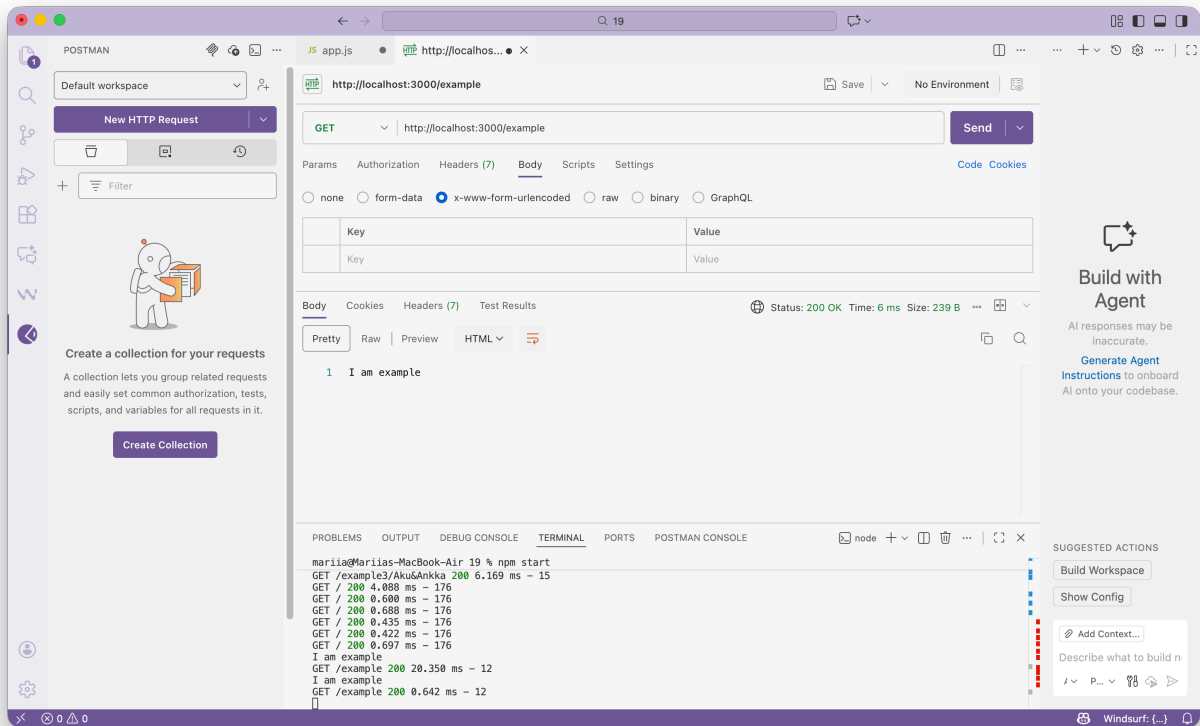 19
1
POSTMAN
Default workspace
New HTTP Request
Filter
Create a collection for your requests
A collection lets you group related requests
and easily set common authorization, tests,
scripts, and variables for all requests in it.
Create Collection
JS app.js
HTTP http://localhos...
HTTP http://localhost:3000/example
Save
No Environment
GET
http://localhost:3000/example
Send
Params Authorization Headers (7) Body Scripts Settings
Code Cookies
none form-data x-www-form-urlencoded raw binary GraphQL
Key Value
Key Value
Body Cookies Headers (7) Test Results
Status: 200 OK Time: 6 ms Size: 239 B
Pretty Raw Preview HTML
1 I am example
PROBLEMS OUTPUT DEBUG CONSOLE TERMINAL PORTS POSTMAN CONSOLE
node
mariia@Mariias-MacBook-Air 19 % npm start
GET /example3/Aku&Ankka 200 6.169 ms - 15
GET / 200 4.088 ms - 176
GET / 200 0.600 ms - 176
GET / 200 0.688 ms - 176
GET / 200 0.435 ms - 176
GET / 200 0.422 ms - 176
GET / 200 0.697 ms - 176
I am example
GET /example 200 20.350 ms - 12
I am example
GET /example 200 0.642 ms - 12
Build with
Agent
AI responses may be
inaccurate.
Generate Agent
Instructions to onboard
AI onto your codebase.
SUGGESTED ACTIONS
Build Workspace
Show Config
Add Context...
Describe what to build n
P...
0 0
Windsurf: {...}